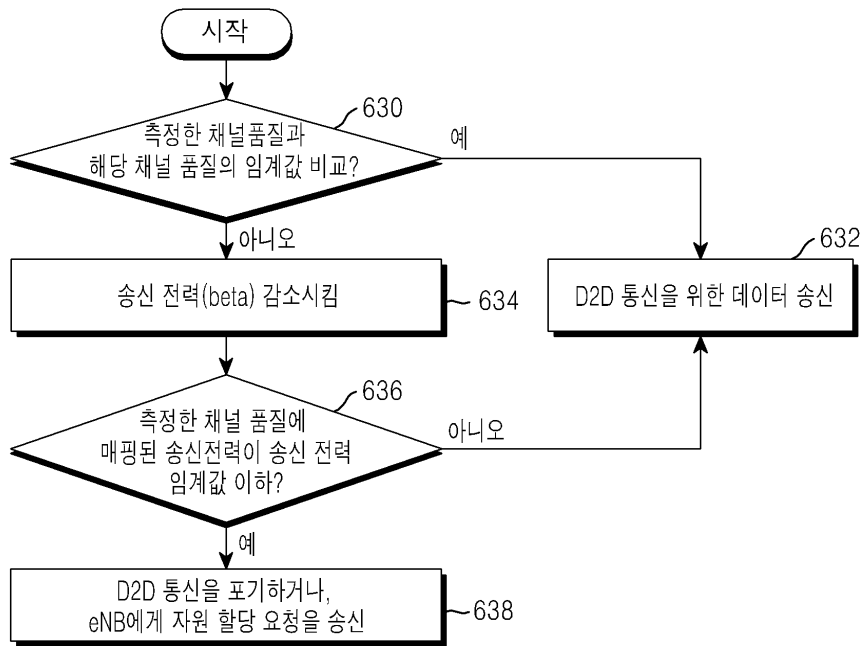 시작
630
측정한 채널품질과
해당 채널 품질의 임계값 비교?
예
아니오
632
D2D 통신을 위한 데이터 송신
송신 전력(beta) 감소시킴
634
636
측정한 채널 품질에
매핑된 송신전력이 송신 전력
임계값 이하?
아니오
예
D2D 통신을 포기하거나,
eNB에게 자원 할당 요청을 송신
638